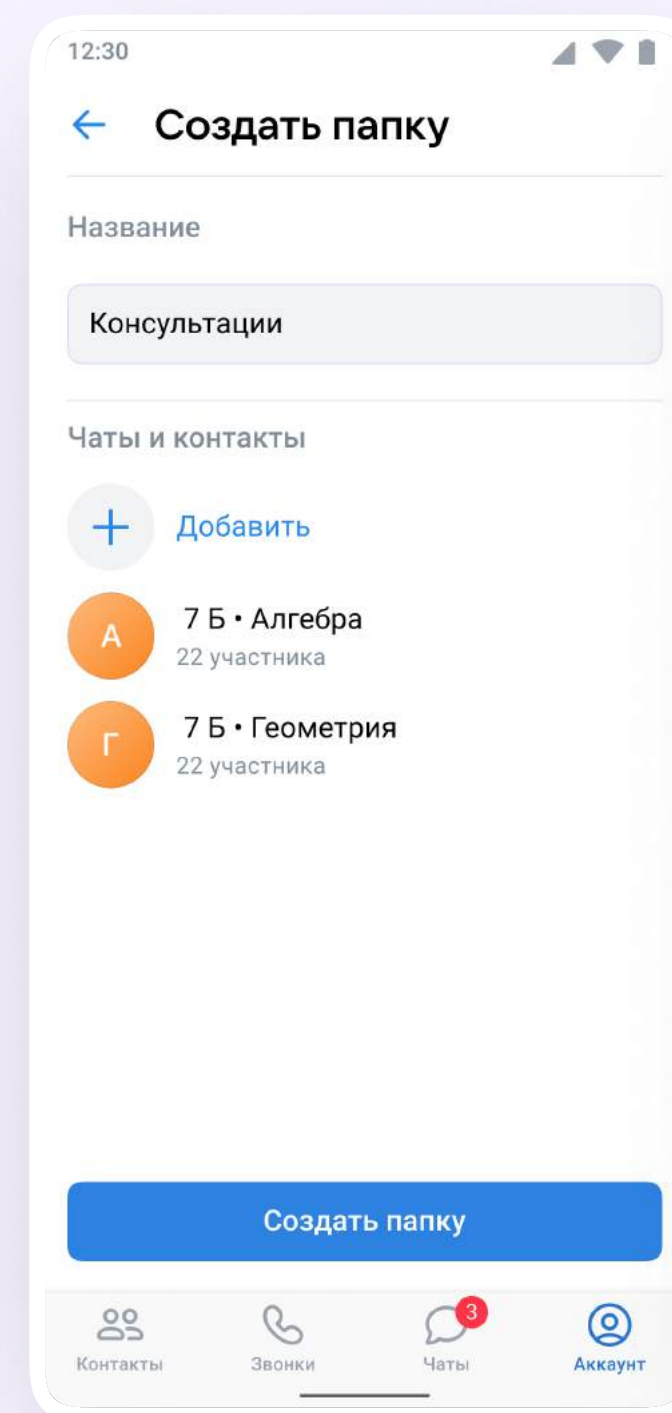 12:30
Создать папку
Название
Консультации
Чаты и контакты
Добавить
А
7 Б • Алгебра
22 участника
Г
7 Б • Геометрия
22 участника
Создать папку
3
Контакты Звонки Чаты Аккаунт